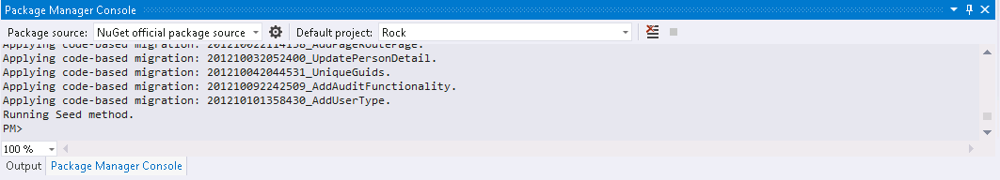 Package Manager Console
Package source: NuGet official package source Default project: Rock
Applying code-based migration: 201210022114158_AddPageRoutePage.
Applying code-based migration: 201210032052400_UpdatePersonDetail.
Applying code-based migration: 201210042044531_UniqueGuids.
Applying code-based migration: 201210092242509_AddAuditFunctionality.
Applying code-based migration: 201210101358430_AddUserType.
Running Seed method.
PM>
100 %
Output Package Manager Console